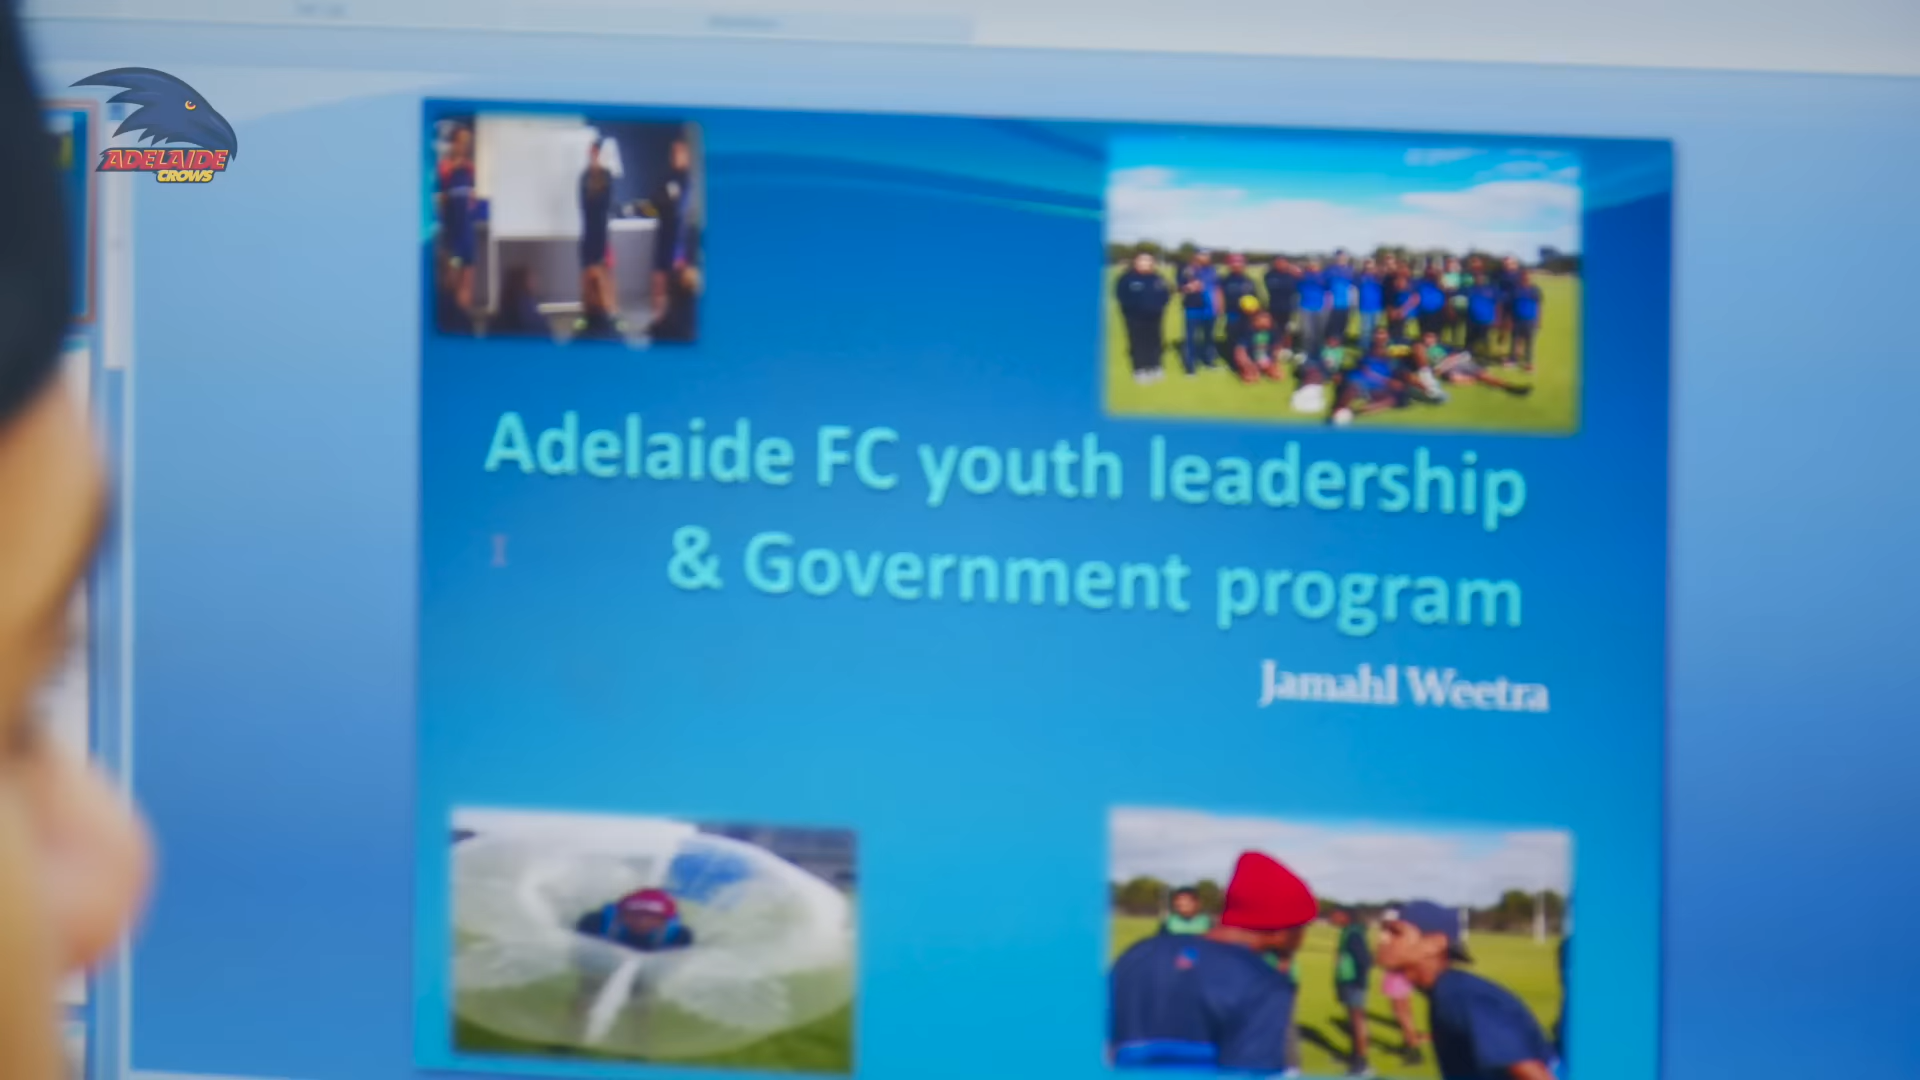 ADELAIDE
CROWS
Adelaide FC youth leadership
& Government program
Jamahl Weetra